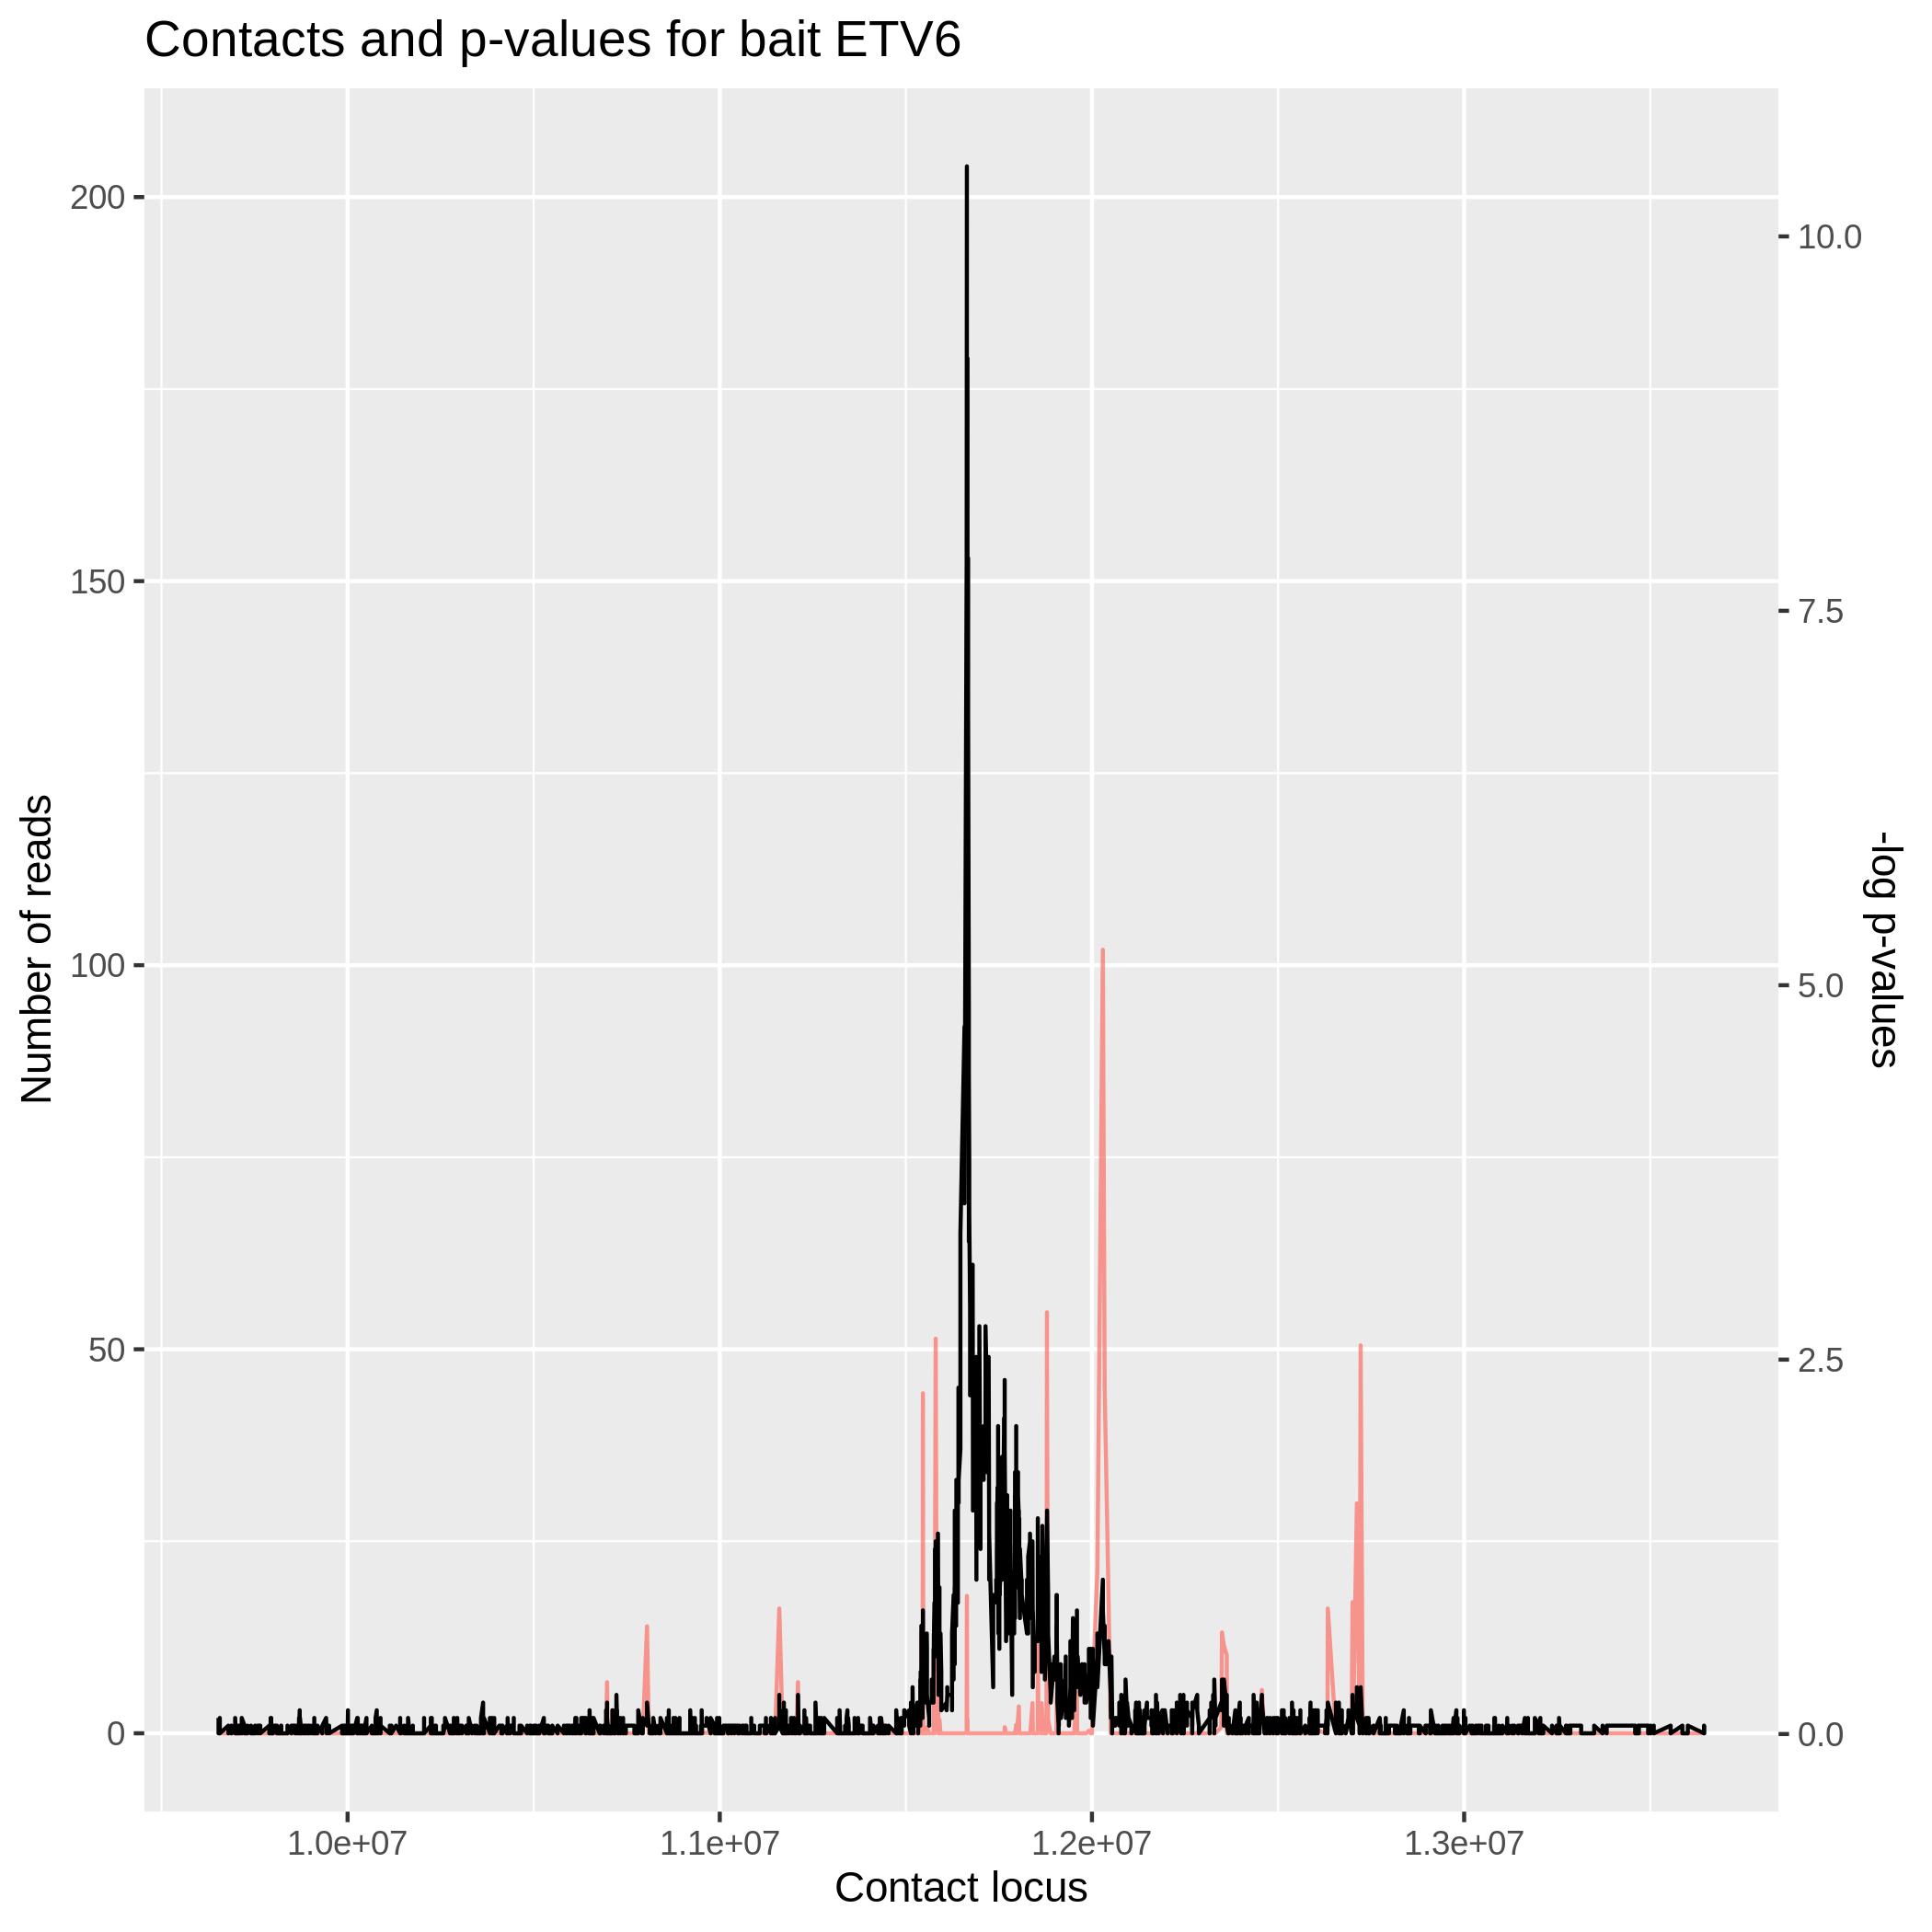 Contacts and p-values for bait ETV6
200
150
100
50
0
Number of reads
10.0
7.5
5.0
2.5
0.0
-log p-values
1.0e+07
1.1e+07
1.2e+07
1.3e+07
Contact locus